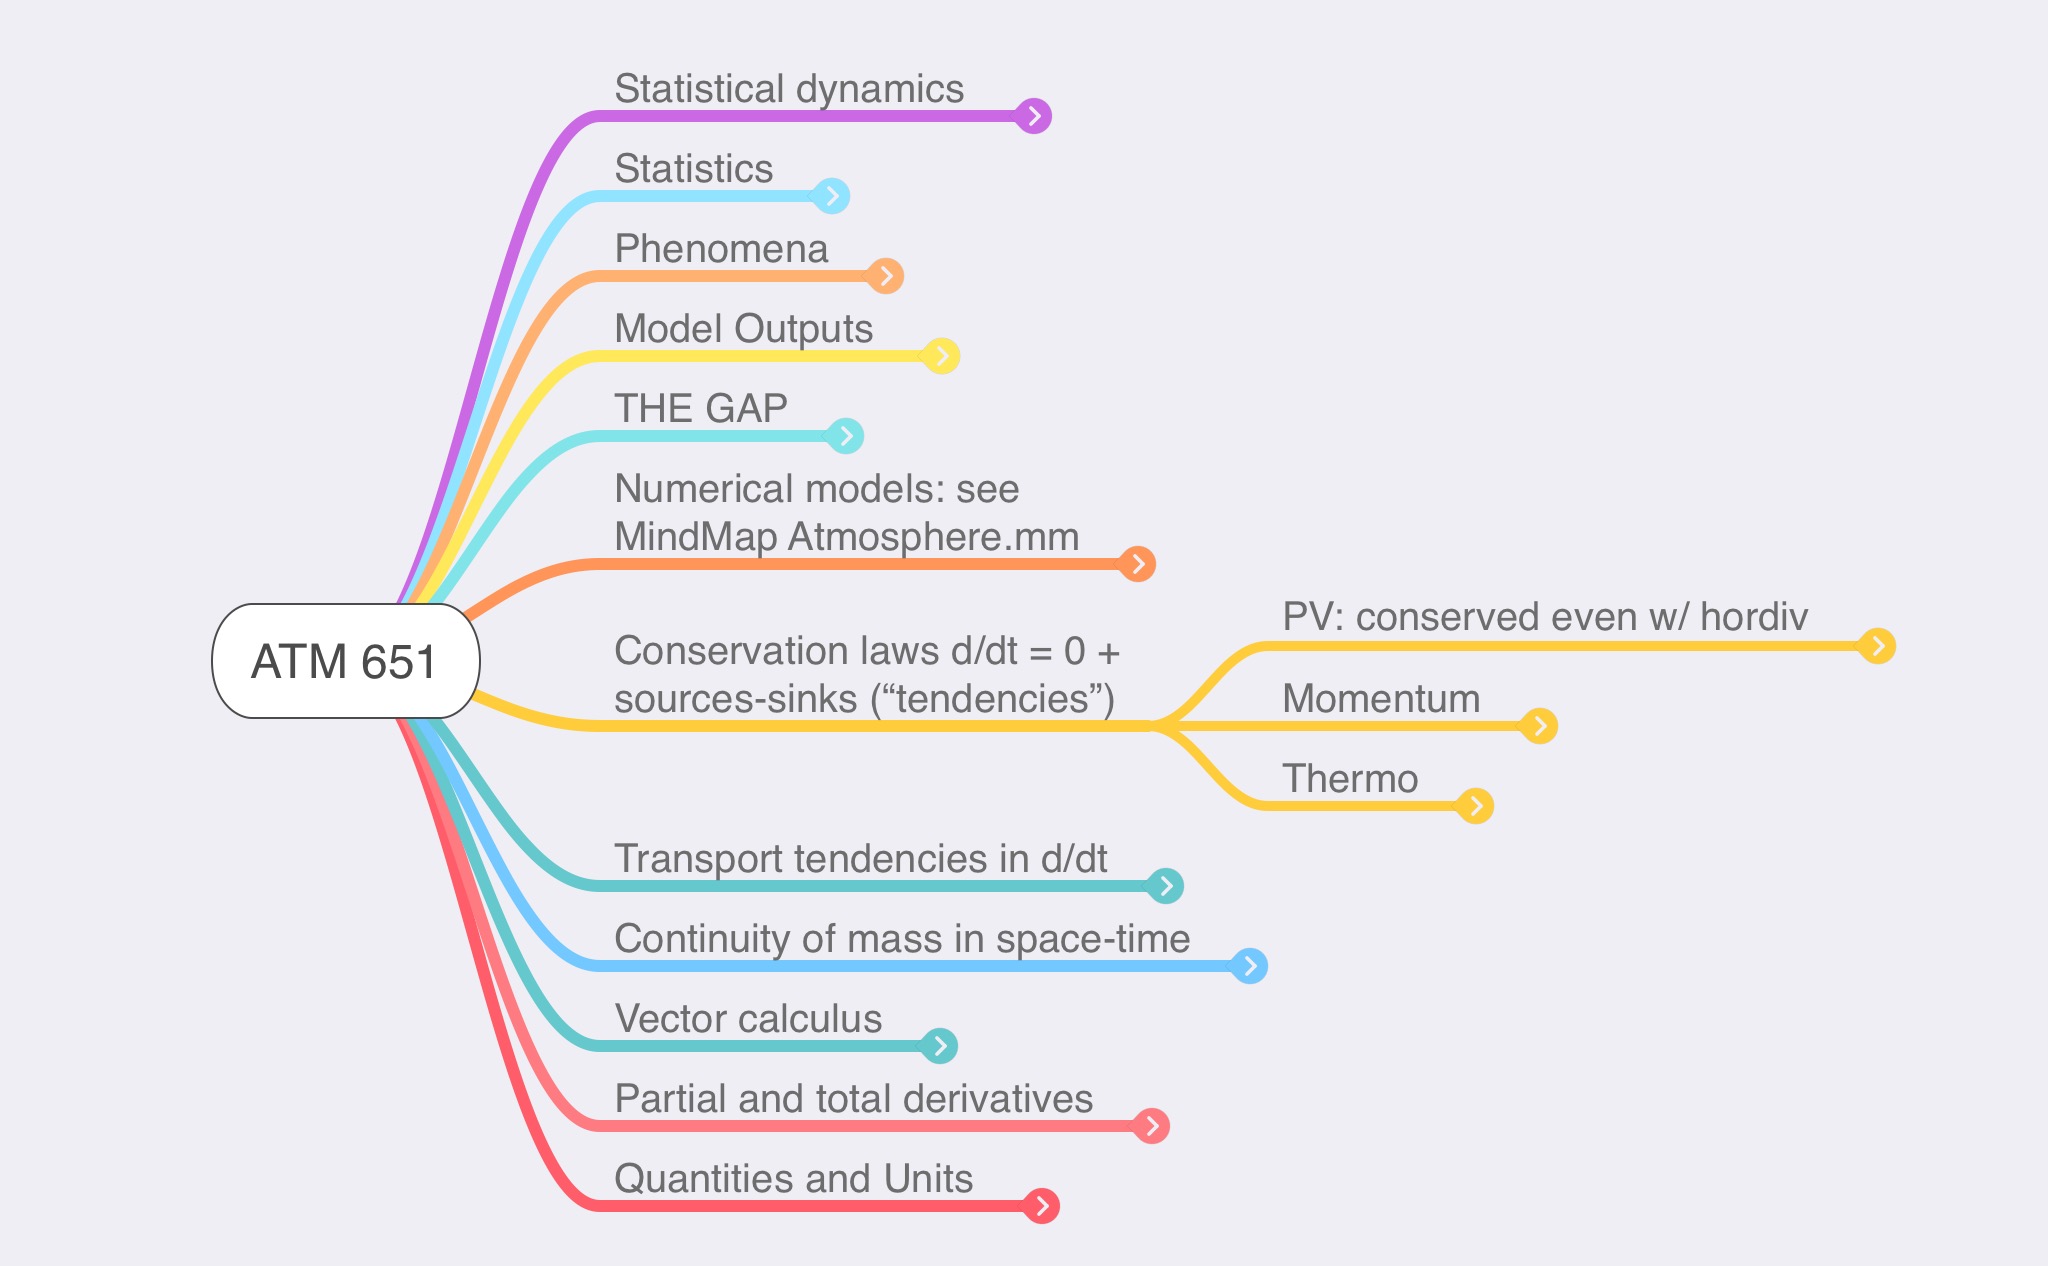 Statistical dynamics
Statistics
Phenomena
Model Outputs
THE GAP
Numerical models: see
MindMap Atmosphere.mm
ATM 651
Conservation laws d/dt = 0 +
sources-sinks (“tendencies”)
PV: conserved even w/ hordiv
Momentum
Thermo
Transport tendencies in d/dt
Continuity of mass in space-time
Vector calculus
Partial and total derivatives
Quantities and Units